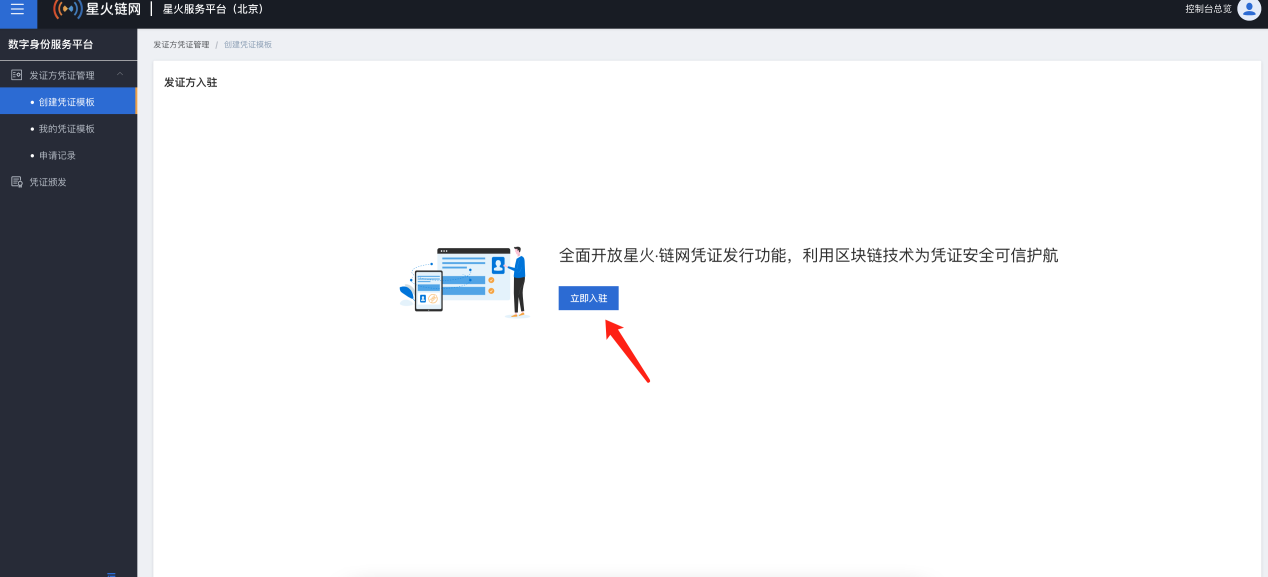 星火链网 | 星火服务平台（北京）
控制台总览
数字身份服务平台
发证方凭证管理
创建凭证模板
我的凭证模板
申请记录
凭证颁发
发证方凭证管理 / 创建凭证模板
发证方入驻
全面开放星火·链网凭证发行功能，利用区块链技术为凭证安全可信护航
立即入驻